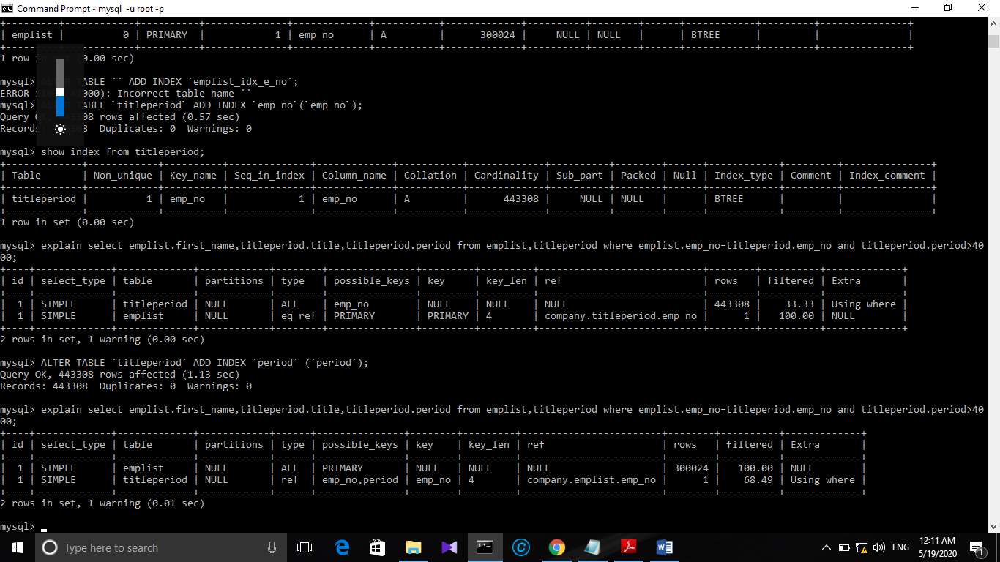 Command Prompt - mysql -u root -p
| emplist | 0 | PRIMARY | 1 | emp_no | A | 300024 | NULL | NULL | | BTREE | | |
1 row in set (0.00 sec)
mysql> TABLE `` ADD INDEX `emplist_idx_e_no`;
ERROR 000): Incorrect table name ''
mysql> TABLE `titleperiod` ADD INDEX `emp_no`(`emp_no`);
Query 08 rows affected (0.57 sec)
Records: Duplicates: 0 Warnings: 0
mysql> show index from titleperiod;
| Table | Non_unique | Key_name | Seq_in_index | Column_name | Collation | Cardinality | Sub_part | Packed | Null | Index_type | Comment | Index_comment |
| titleperiod | 1 | emp_no | 1 | emp_no | A | 443308 | NULL | NULL | | BTREE | | |
1 row in set (0.00 sec)
mysql> explain select emplist.first_name,titleperiod.title,titleperiod.period from emplist,titleperiod where emplist.emp_no=titleperiod.emp_no and titleperiod.period>40
00;
| id | select_type | table | partitions | type | possible_keys | key | key_len | ref | rows | filtered | Extra |
| 1 | SIMPLE | titleperiod | NULL | ALL | emp_no | NULL | NULL | NULL | 443308 | 33.33 | Using where |
| 1 | SIMPLE | emplist | NULL | eq_ref | PRIMARY | PRIMARY | 4 | company.titleperiod.emp_no | 1 | 100.00 | NULL |
2 rows in set, 1 warning (0.00 sec)
mysql> ALTER TABLE `titleperiod` ADD INDEX `period` (`period`);
Query OK, 443308 rows affected (1.13 sec)
Records: 443308 Duplicates: 0 Warnings: 0
mysql> explain select emplist.first_name,titleperiod.title,titleperiod.period from emplist,titleperiod where emplist.emp_no=titleperiod.emp_no and titleperiod.period>40
00;
| id | select_type | table | partitions | type | possible_keys | key | key_len | ref | rows | filtered | Extra |
| 1 | SIMPLE | emplist | NULL | ALL | PRIMARY | NULL | NULL | NULL | 300024 | 100.00 | NULL |
| 1 | SIMPLE | titleperiod | NULL | ref | emp_no,period | emp_no | 4 | company.emplist.emp_no | 1 | 68.49 | Using where |
2 rows in set, 1 warning (0.01 sec)
mysql>
Type here to search
ENG
12:11 AM
5/19/2020
1